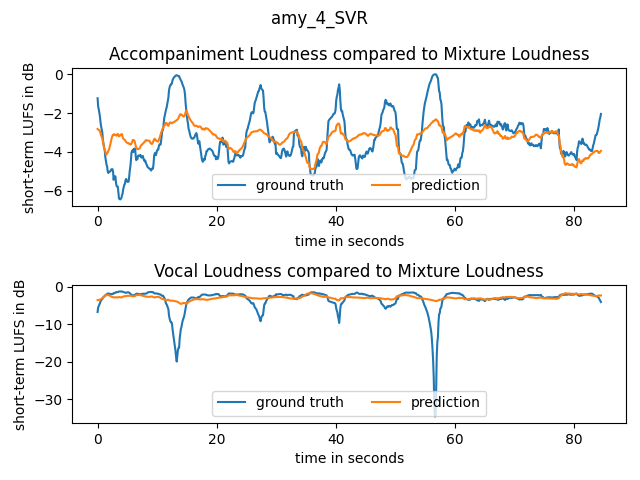 amy_4_SVR
Accompaniment Loudness compared to Mixture Loudness
short-term LUFS in dB
0
−2
−4
−6
ground truth
prediction
0 20 40 60 80
time in seconds
Vocal Loudness compared to Mixture Loudness
short-term LUFS in dB
0
−10
−20
−30
ground truth
prediction
0 20 40 60 80
time in seconds